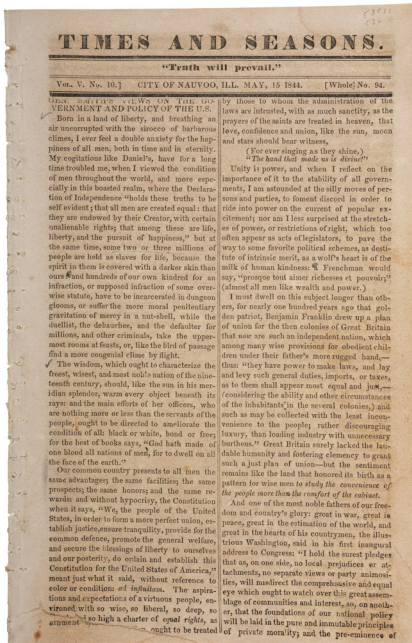 TIMES AND SEASONS.
"Truth will prevail."
Vol. V. No. 10.] CITY OF NAUVOO, ILL. MAY, 15 1844. [Whole No. 94.
GEN. SMITH'S VIEWS ON THE GO-
VERNMENT AND POLICY OF THE U.S.
Born in a land of liberty, and breathing an
air uncorrupted with the sirocco of barbarous
climes, I ever feel a double anxiety for the hap-
piness of all men, both in time and in eternity.
My cogitations like Daniel's, have for a long
time troubled me, when I viewed the condition
of men throughout the world, and more espe-
cially in this boasted realm, where the Declara-
tion of Independence "holds these truths to be
self evident; that all men are created equal: that
they are endowed by their Creator, with certain
unalienable rights; that among these are life,
liberty, and the pursuit of happiness," but at
the same time, some two or three millions of
people are held as slaves for life, because the
spirit in them is covered with a darker skin than
ours: and hundreds of our own kindred for an
infraction, or supposed infraction of some over-
wise statute, have to be incarcerated in dungeon
glooms, or suffer the more moral penitentiary
gravitation of mercy in a nut-shell, while the
duellist, the debauchee, and the defaulter for
millions, and other criminals, take the upper-
most rooms at feasts, or, like the bird of passage
find a more congenial clime by flight.
The wisdom, which ought to characterize the
freest, wisest, and most noble nation of the nine-
teenth century, should, like the sun in his mer-
idian splendor, warm every object beneath its
rays: and the main efforts of her officers, who
are nothing more or less than the servants of the
people, ought to be directed to ameliorate the
condition of all: black or white, bond or free;
for the best of books says, "God hath made of
one blood all nations of men, for to dwell on all
the face of the earth."
Our common country presents to all men the
same advantages; the same facilities; the same
prospects; the same honors; and the same re-
wards: and without hypocrisy, the Constitution
when it says, "We, the people of the United
States, in order to form a more perfect union, es-
tablish justice, ensure tranquility, provide for the
common defence, promote the general welfare,
and secure the blessings of liberty to ourselves
and our posterity, do ordain and establish this
Constitution for the United States of America,"
meant just what it said, without reference to
color or condition: ad infinitum. The aspira-
tions and expectations of a virtuous people, en-
vironed with so wise, so liberal, so deep, so
and so high a charter of equal rights, as
ought to be treated
by those to whom the administration of the
laws are intrusted, with as much sanctity, as the
prayers of the saints are treated in heaven, that
love, confidence and union, like the sun, moon
and stars should bear witness,
(For ever singing as they shine,)
"The hand that made us is divine!"
Unity is power, and when I reflect on the
importance of it to the stability of all govern-
ments, I am astounded at the silly moves of per-
sons and parties, to foment discord in order to
ride into power on the current of popular ex-
citement; nor am I less surprised at the stretch-
es of power, or restrictions of right, which too
often appear as acts of legislators, to pave the
way to some favorite political schemes, as desti-
tute of intrinsic merit, as a wolf's heart is of the
milk of human kindness: a Frenchman would
say, "presque tout aimer richesses et pouvoir;"
(almost all men like wealth and power.)
I must dwell on this subject longer than oth-
ers, for nearly one hundred years ago that gol-
den patriot, Benjamin Franklin drew up a plan
of union for the then colonies of Great Britain
that now are such an independent nation, which
among many wise provisions for obedient chil-
dren under their father's more rugged hand,—
thus: "they have power to make laws, and lay
and levy such general duties, imports, or taxes,
as to them shall appear most equal and just,—
(considering the ability and other circumstances
of the inhabitants in the several colonies,) and
such as may be collected with the least incon-
venience to the people; rather discouraging
luxury, than loading industry with unnecessary
burthens." Great Britain surely lacked the lau-
dable humanity and fostering clemency to grant
such a just plan of union—but the sentiment
remains like the land that honored its birth as a
pattern for wise men to study the convenience of
the people more than the comfort of the cabinet.
And one of the most noble fathers of our free-
dom and country's glory: great in war, great in
peace, great in the estimation of the world, and
great in the hearts of his countrymen, the illus-
trious Washington, said in his first inaugural
address to Congress: "I hold the surest pledges
that as, on one side, no local prejudices or at-
tachments, no separate views or party animosi-
ties, will misdirect the comprehensive and equal
eye which ought to watch over this great assem-
blage of communities and interest, so, on anoth-
er, that the foundations of our national policy
will be laid in the pure and immutable principles
of private morality; and the pre-eminence of